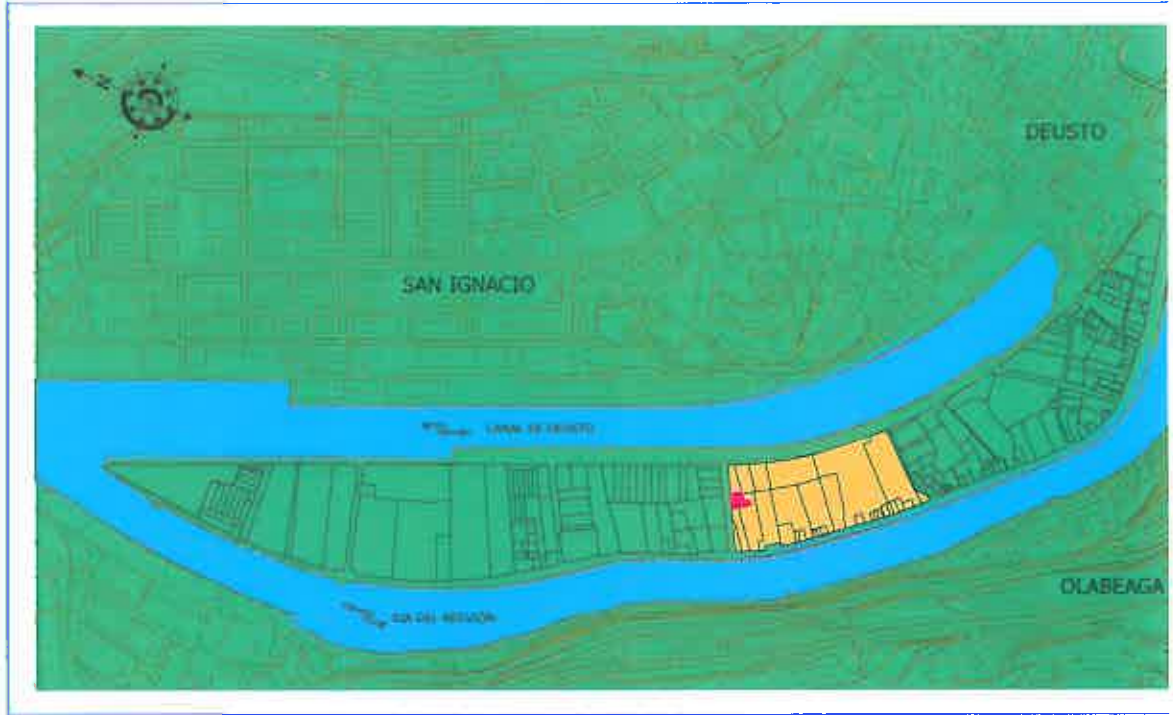 N
DEUSTO
SAN IGNACIO
CANAL DE DEUSTO
OLABEAGA
RIA DEL NERVION